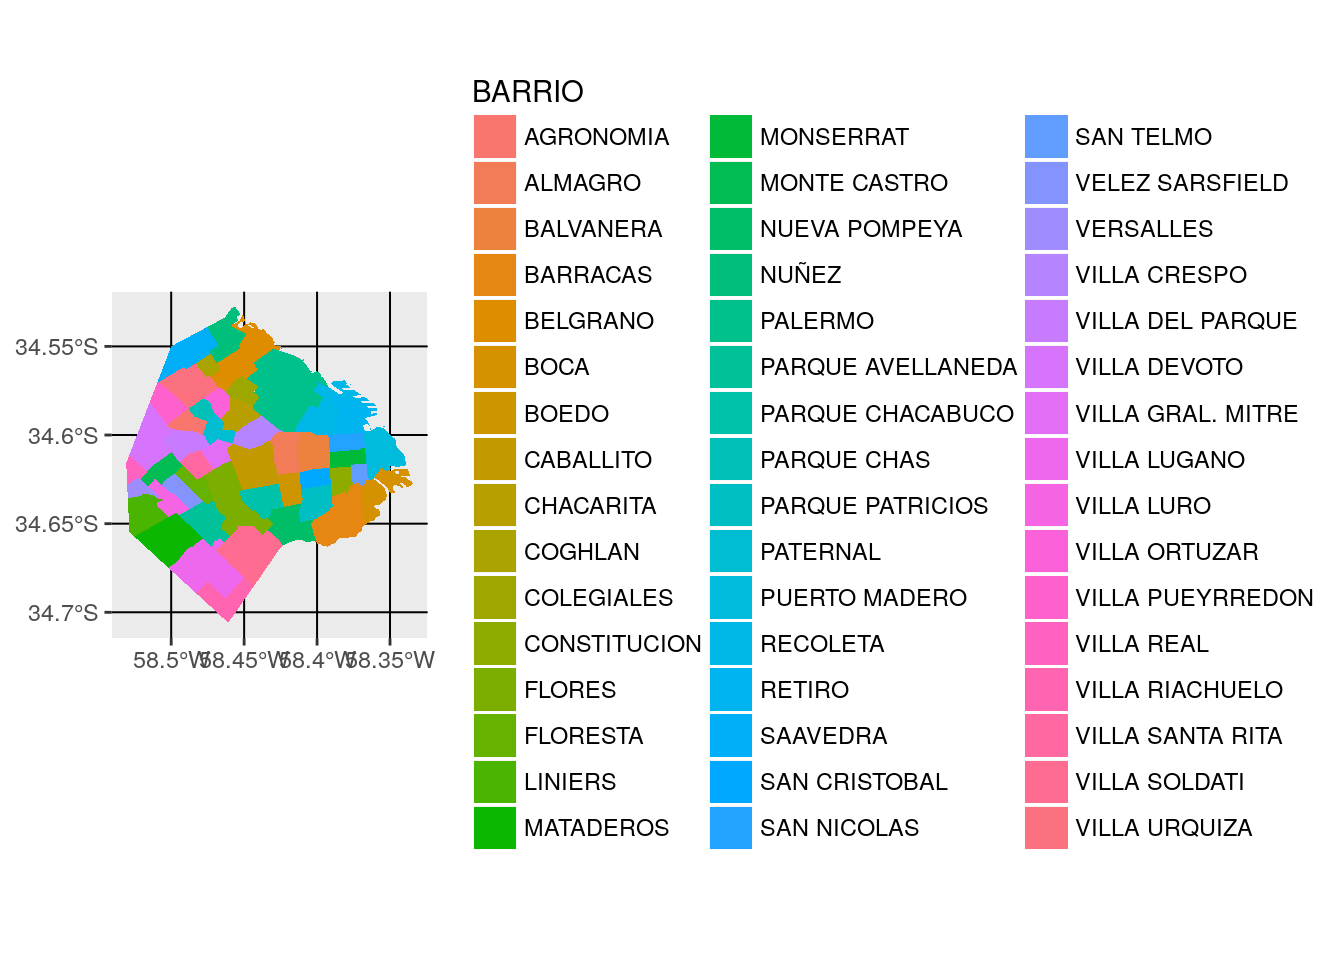 BARRIO
AGRONOMIA
ALMAGRO
BALVANERA
BARRACAS
BELGRANO
BOCA
BOEDO
CABALLITO
CHACARITA
COGHLAN
COLEGIALES
CONSTITUCION
FLORES
FLORESTA
LINIERS
MATADEROS
MONSERRAT
MONTE CASTRO
NUEVA POMPEYA
NUÑEZ
PALERMO
PARQUE AVELLANEDA
PARQUE CHACABUCO
PARQUE CHAS
PARQUE PATRICIOS
PATERNAL
PUERTO MADERO
RECOLETA
RETIRO
SAAVEDRA
SAN CRISTOBAL
SAN NICOLAS
SAN TELMO
VELEZ SARSFIELD
VERSALLES
VILLA CRESPO
VILLA DEL PARQUE
VILLA DEVOTO
VILLA GRAL. MITRE
VILLA LUGANO
VILLA LURO
VILLA ORTUZAR
VILLA PUEYRREDON
VILLA REAL
VILLA RIACHUELO
VILLA SANTA RITA
VILLA SOLDATI
VILLA URQUIZA
34.55°S
34.6°S
34.65°S
34.7°S
58.5°W 58.45°W 58.4°W 58.35°W